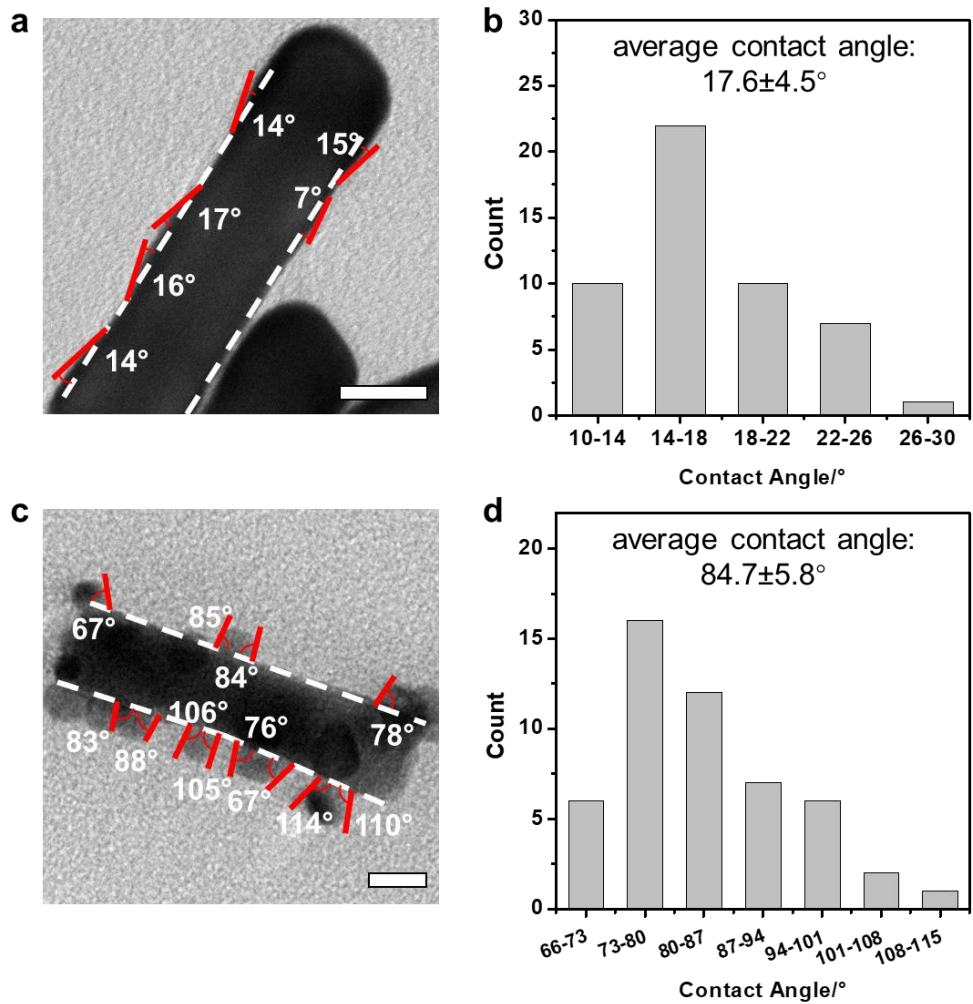 a
14°
15°
7°
17°
16°
14°
b
average contact angle:
17.6±4.5°
30
25
20
15
10
5
0
Count
10-14 14-18 18-22 22-26 26-30
Contact Angle/°
c
67°
85°
84°
106°
76°
78°
83°
88°
105°
67°
114°
110°
d
average contact angle:
84.7±5.8°
20
15
10
5
0
Count
66-73 73-80 80-87 87-94 94-101 101-108 108-115
Contact Angle/°